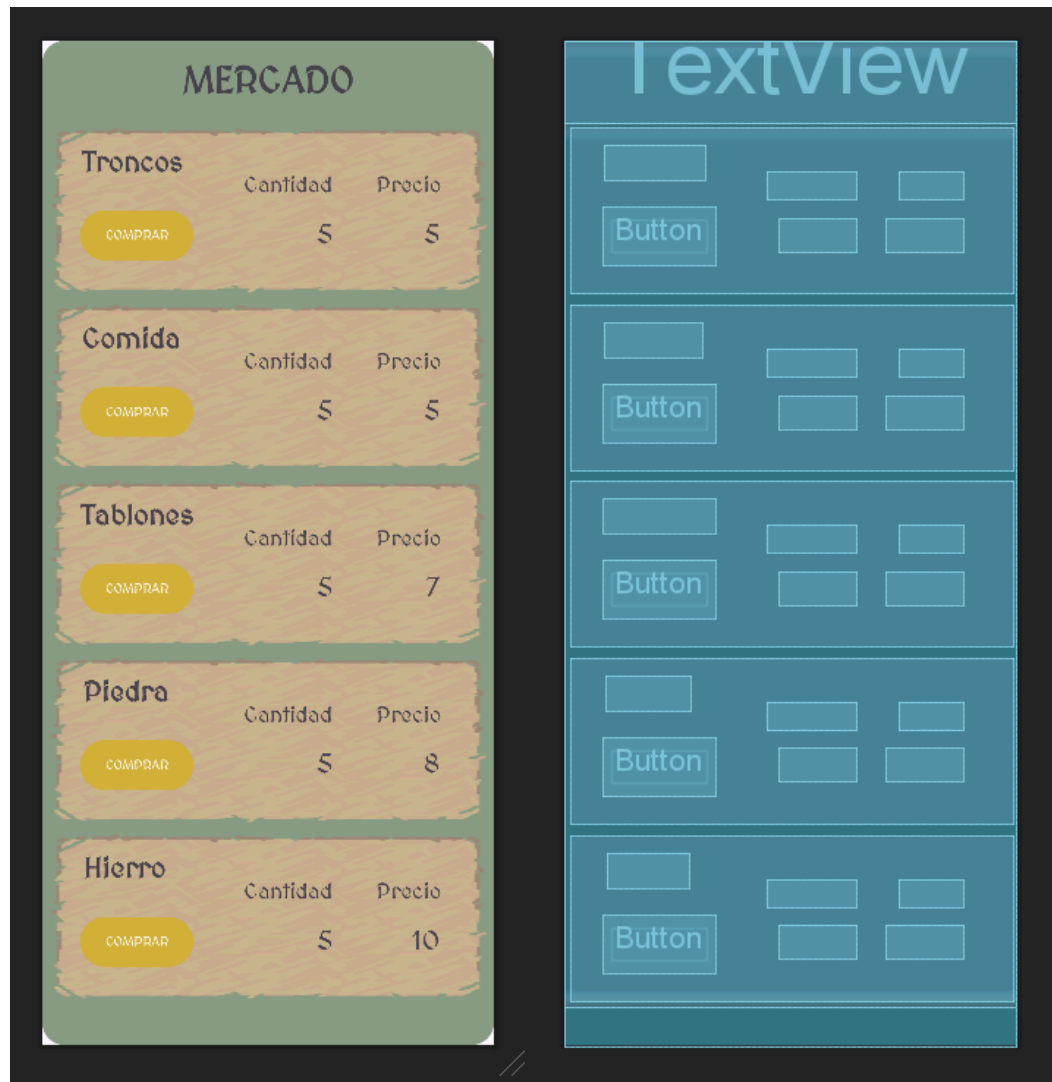 MERCADO
Troncos
Cantidad Precio
COMPRAR 5 5
Comida
Cantidad Precio
COMPRAR 5 5
Tablones
Cantidad Precio
COMPRAR 5 7
Piedra
Cantidad Precio
COMPRAR 5 8
Hierro
Cantidad Precio
COMPRAR 5 10
TextView
Button
Button
Button
Button
Button